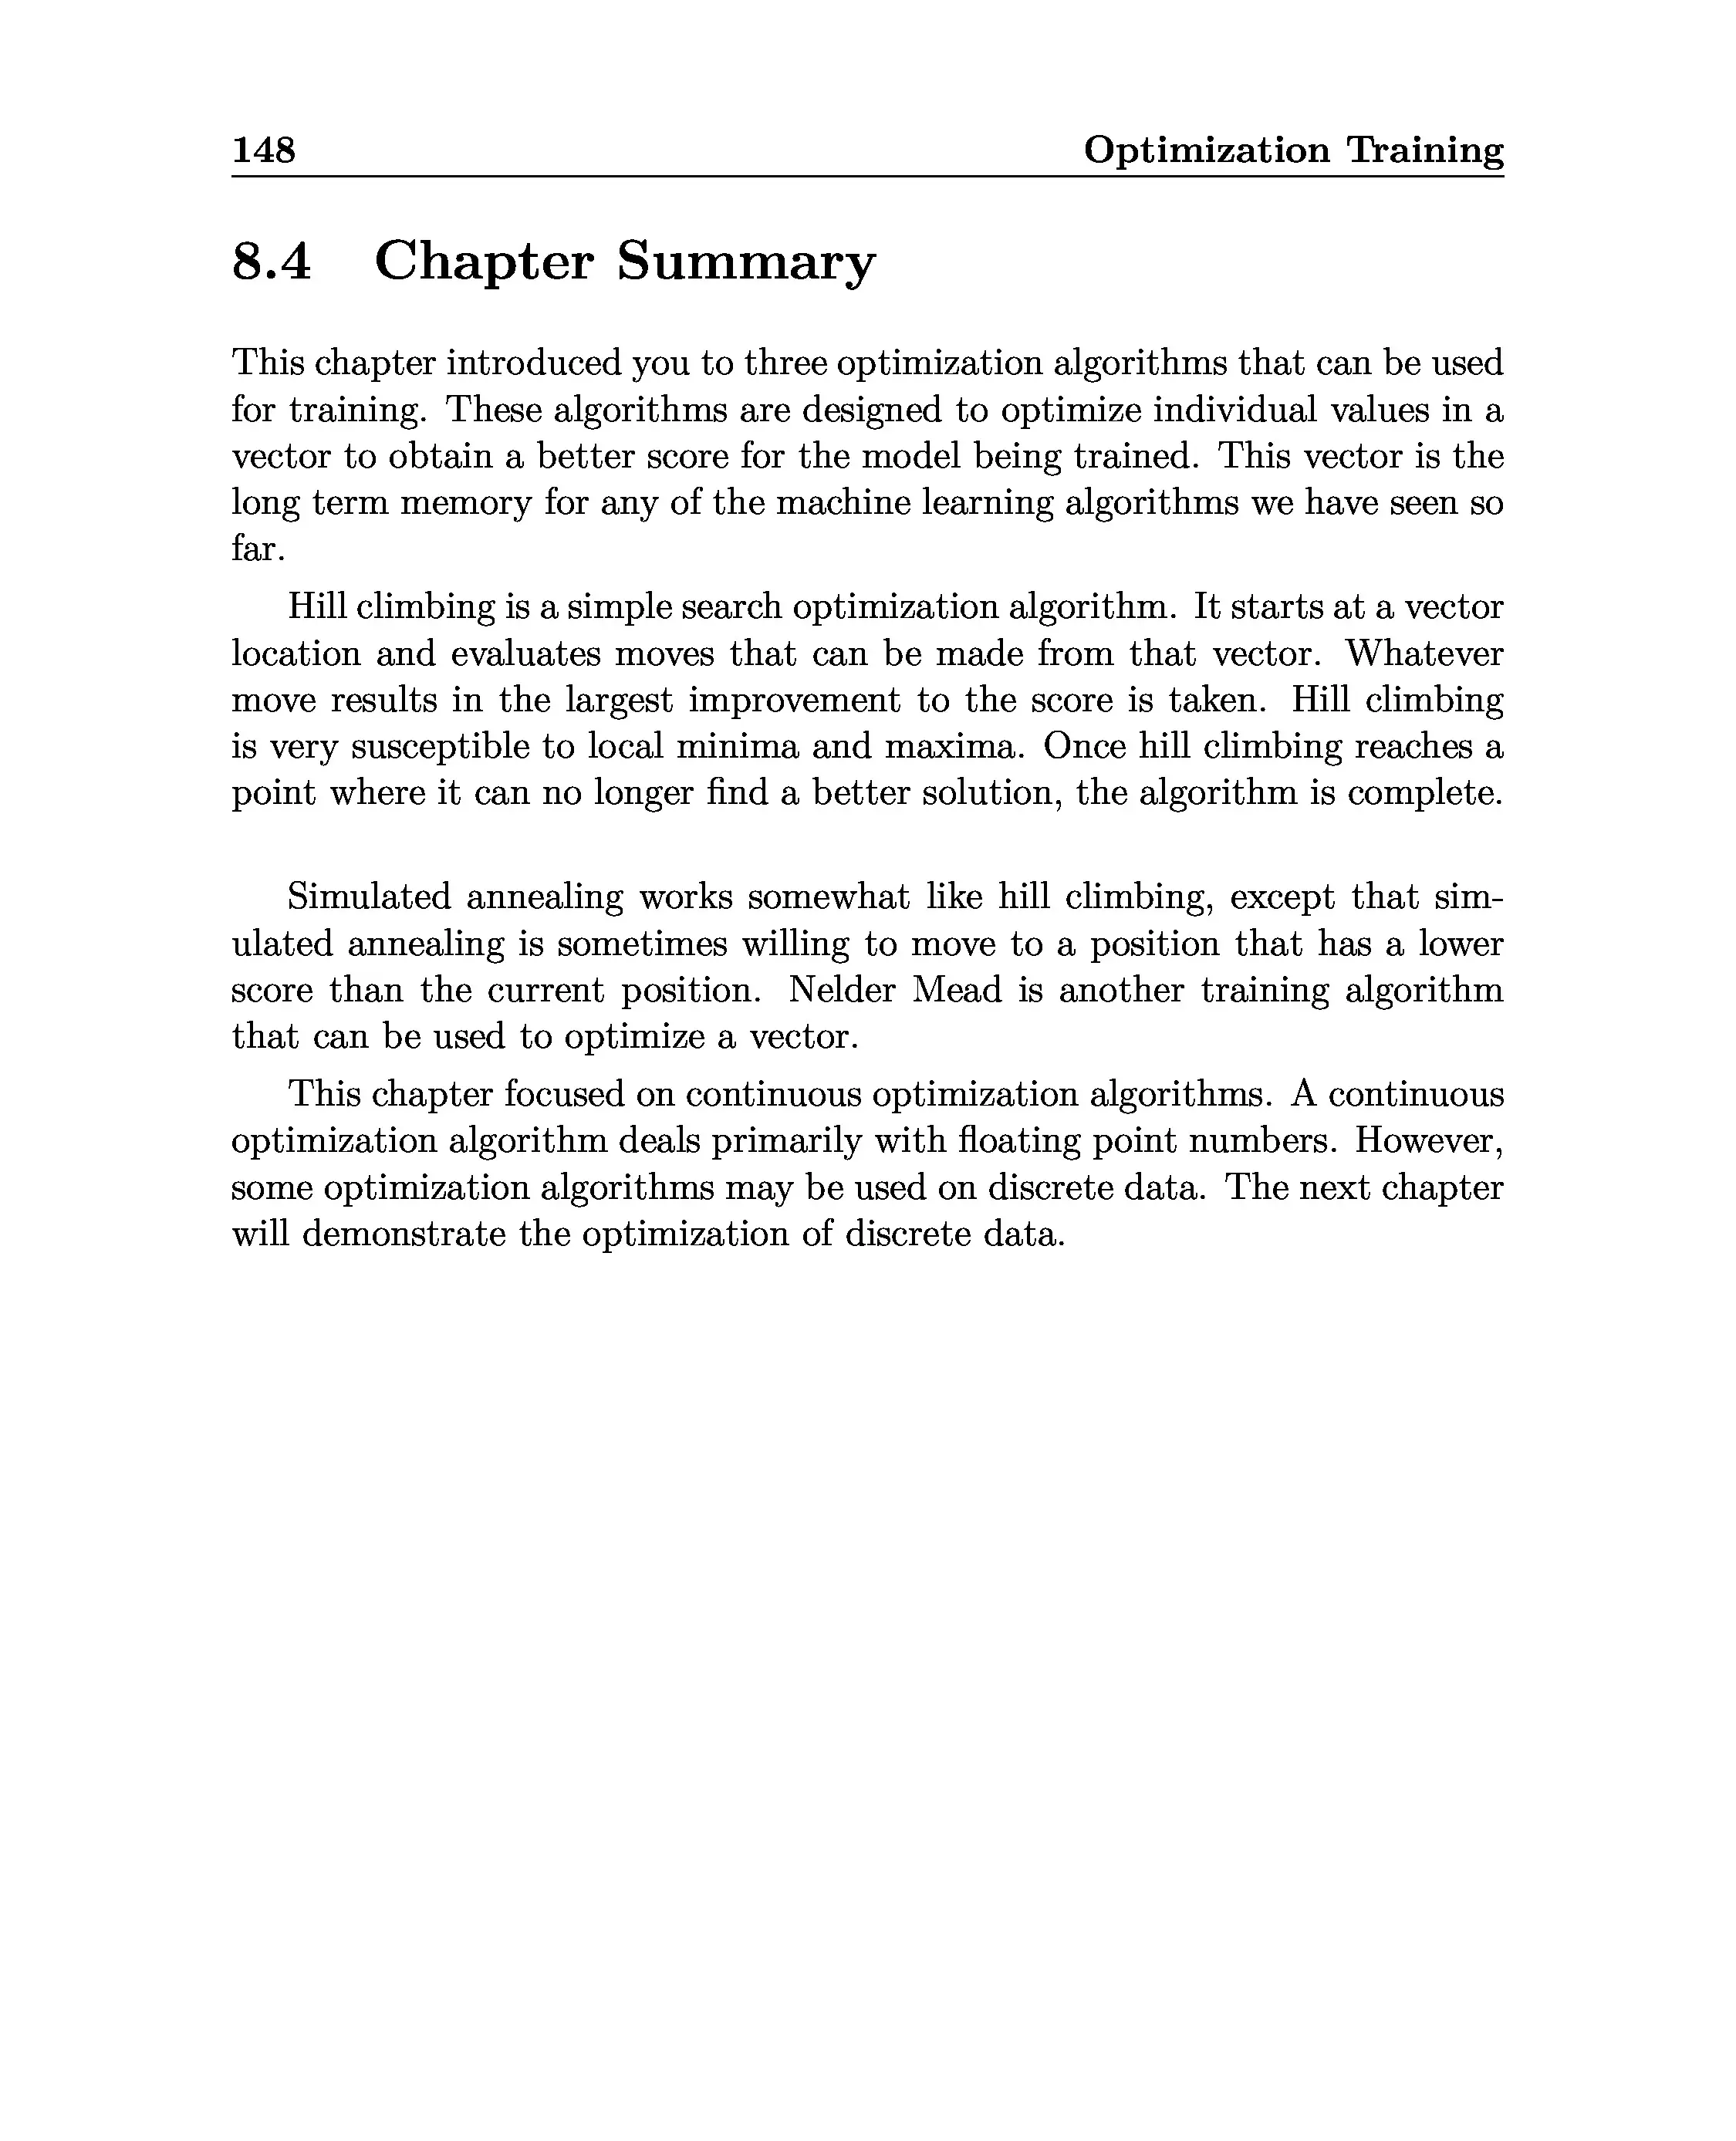 148 Optimization Training
8.4 Chapter Summary
This chapter introduced you to three optimization algorithms that can be used
for training. These algorithms are designed to optimize individual values in a
vector to obtain a better score for the model being trained. This vector is the
long term memory for any of the machine learning algorithms we have seen so
far.
Hill climbing is a simple search optimization algorithm. It starts at a vector
location and evaluates moves that can be made from that vector. Whatever
move results in the largest improvement to the score is taken. Hill climbing
is very susceptible to local minima and maxima. Once hill climbing reaches a
point where it can no longer find a better solution, the algorithm is complete.
Simulated annealing works somewhat like hill climbing, except that sim-
ulated annealing is sometimes willing to move to a position that has a lower
score than the current position. Nelder Mead is another training algorithm
that can be used to optimize a vector.
This chapter focused on continuous optimization algorithms. A continuous
optimization algorithm deals primarily with floating point numbers. However,
some optimization algorithms may be used on discrete data. The next chapter
will demonstrate the optimization of discrete data.